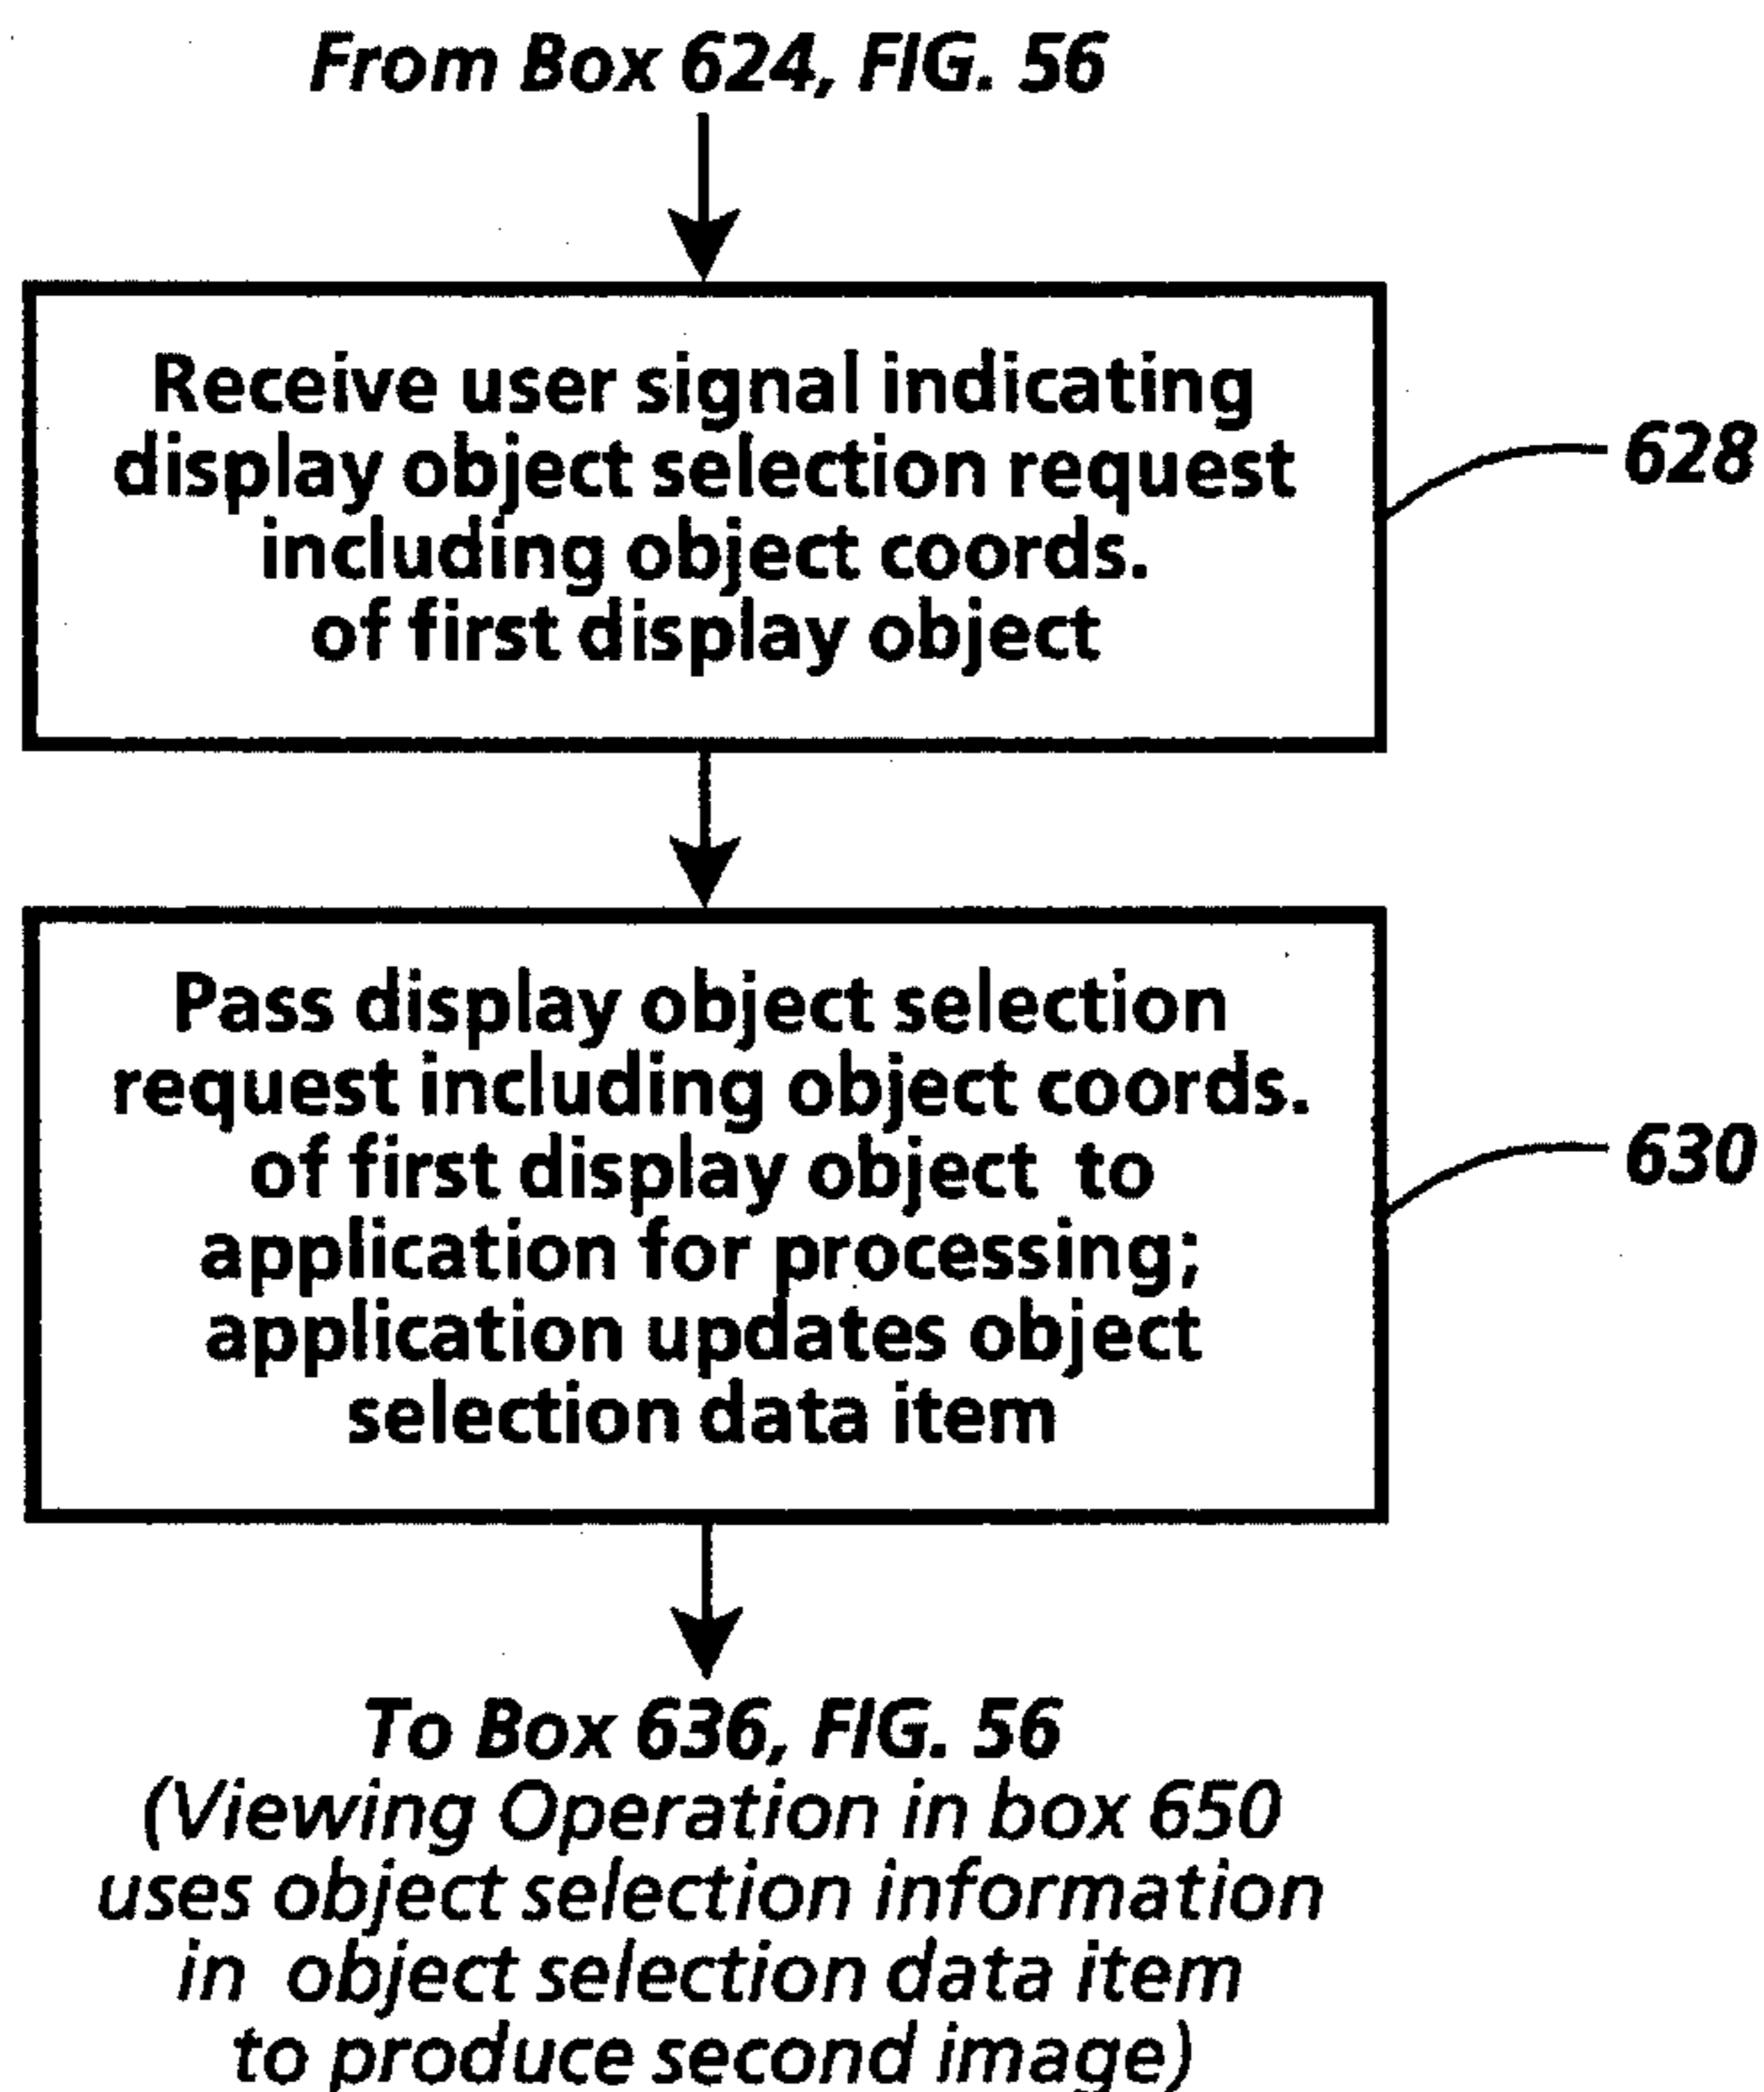 From Box 624, FIG. 56
Receive user signal indicating
display object selection request
including object coords.
of first display object
628
Pass display object selection
request including object coords.
of first display object to
application for processing;
application updates object
selection data item
630
To Box 636, FIG. 56
(Viewing Operation in box 650
uses object selection information
in object selection data item
to produce second image)